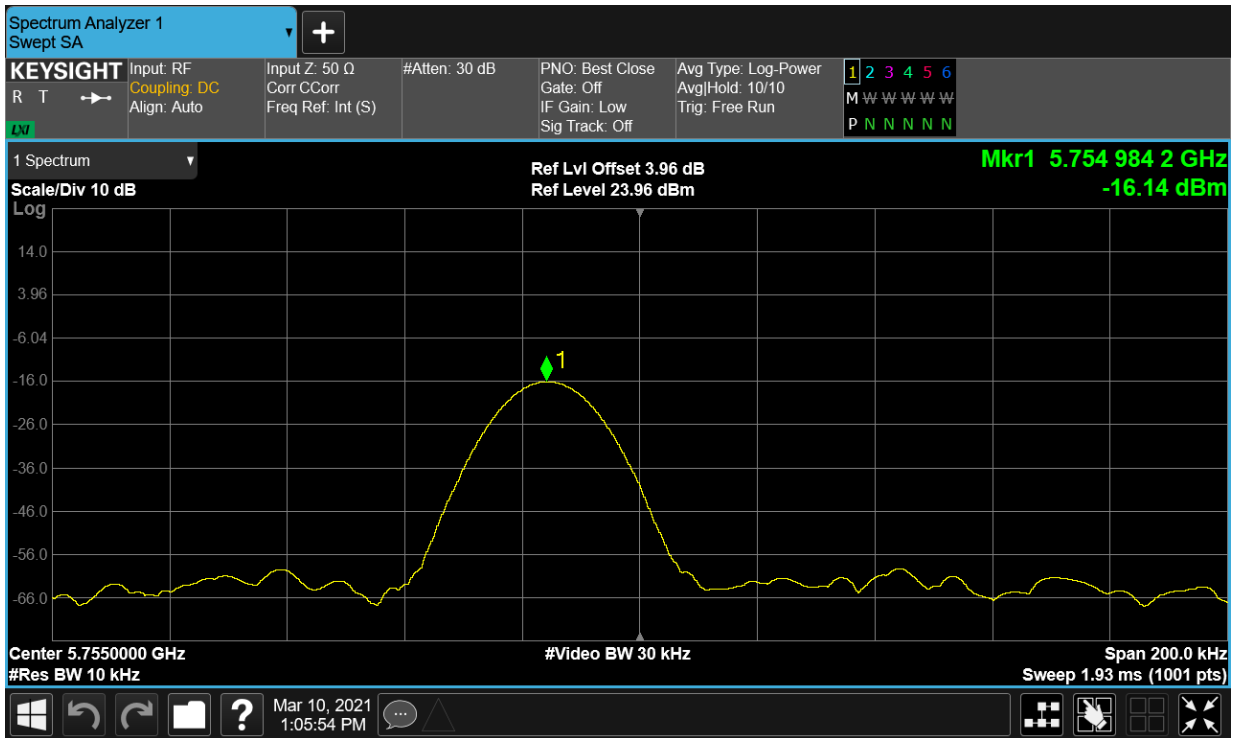 Spectrum Analyzer 1
Swept SA
KEYSIGHT
R T
LXI
Input: RF
Coupling: DC
Align: Auto
Input Z: 50 Ω
Corr CCorr
Freq Ref: Int (S)
#Atten: 30 dB
PNO: Best Close
Gate: Off
IF Gain: Low
Sig Track: Off
Avg Type: Log-Power
Avg|Hold: 10/10
Trig: Free Run
1 2 3 4 5 6
M W W W W W
P N N N N N
1 Spectrum
Scale/Div 10 dB
Log
Ref Lvl Offset 3.96 dB
Ref Level 23.96 dBm
Mkr1 5.754 984 2 GHz
-16.14 dBm
14.0
3.96
-6.04
-16.0
-26.0
-36.0
-46.0
-56.0
-66.0
1
Center 5.7550000 GHz
#Res BW 10 kHz
#Video BW 30 kHz
Span 200.0 kHz
Sweep 1.93 ms (1001 pts)
?
Mar 10, 2021
1:05:54 PM